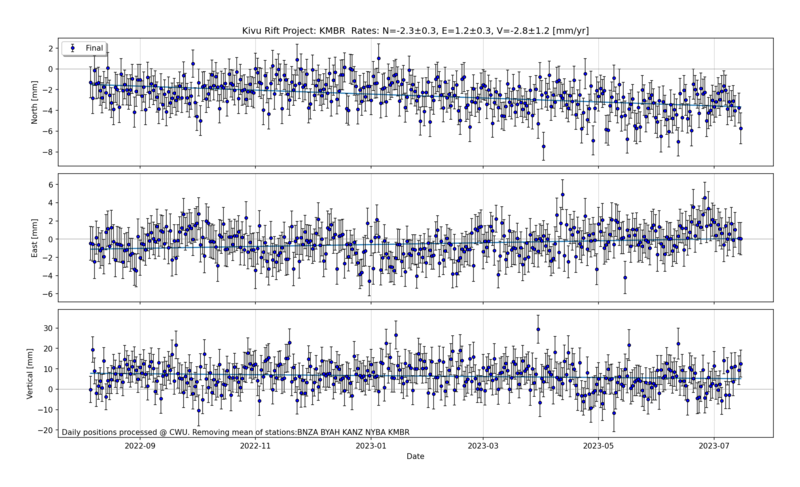 Kivu Rift Project: KMBR  Rates: N=-2.3±0.3, E=1.2±0.3, V=-2.8±1.2 [mm/yr]
Final
2
0
−2
−4
−6
−8
North [mm]
6
4
2
0
−2
−4
−6
East [mm]
30
20
10
0
−10
−20
Vertical [mm]
Daily positions processed @ CWU. Removing mean of stations:BNZA BYAH KANZ NYBA KMBR
2022-09 2022-11 2023-01 2023-03 2023-05 2023-07
Date